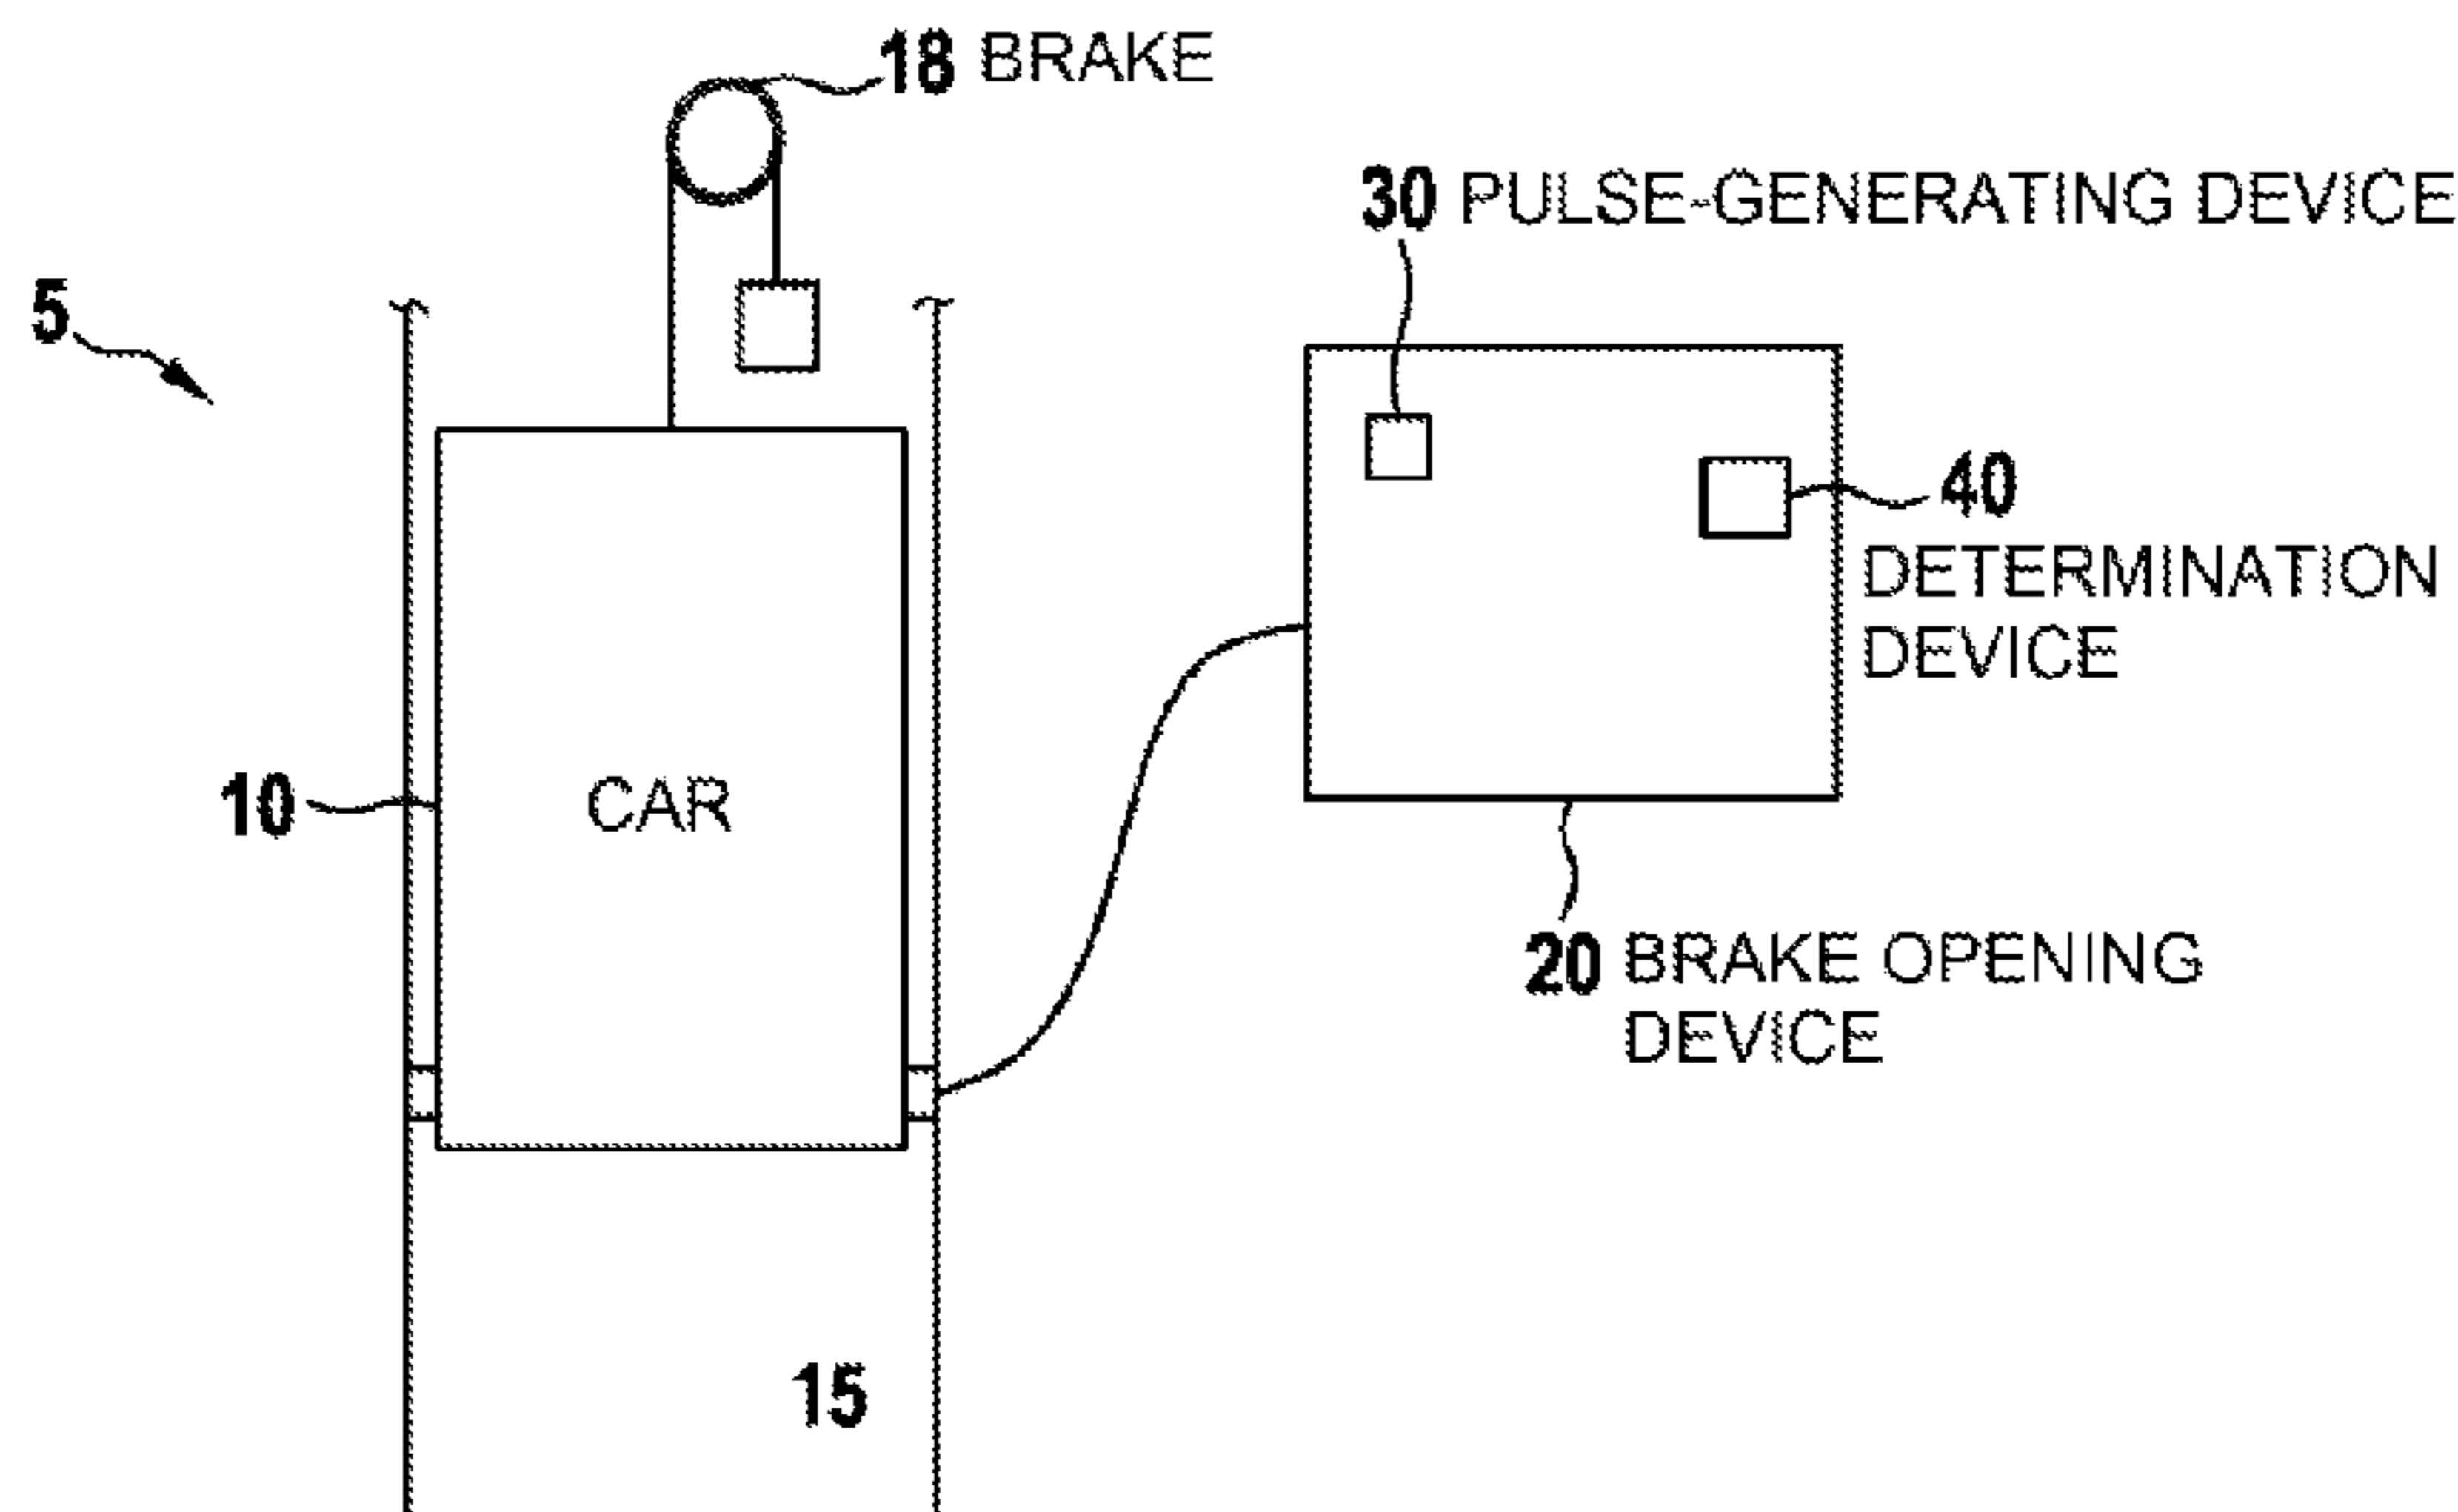 18 BRAKE
30 PULSE-GENERATING DEVICE
5
40
DETERMINATION
DEVICE
10
CAR
20 BRAKE OPENING
DEVICE
15